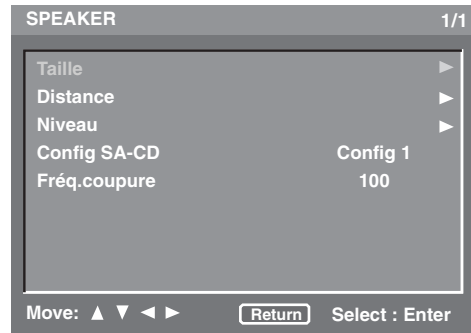 SPEAKER 1/1
Taille ►
Distance ►
Niveau ►
Config SA-CD Config 1
Fréq.coupure 100
Move: ▲ ▼ ◄ ► Return Select : Enter